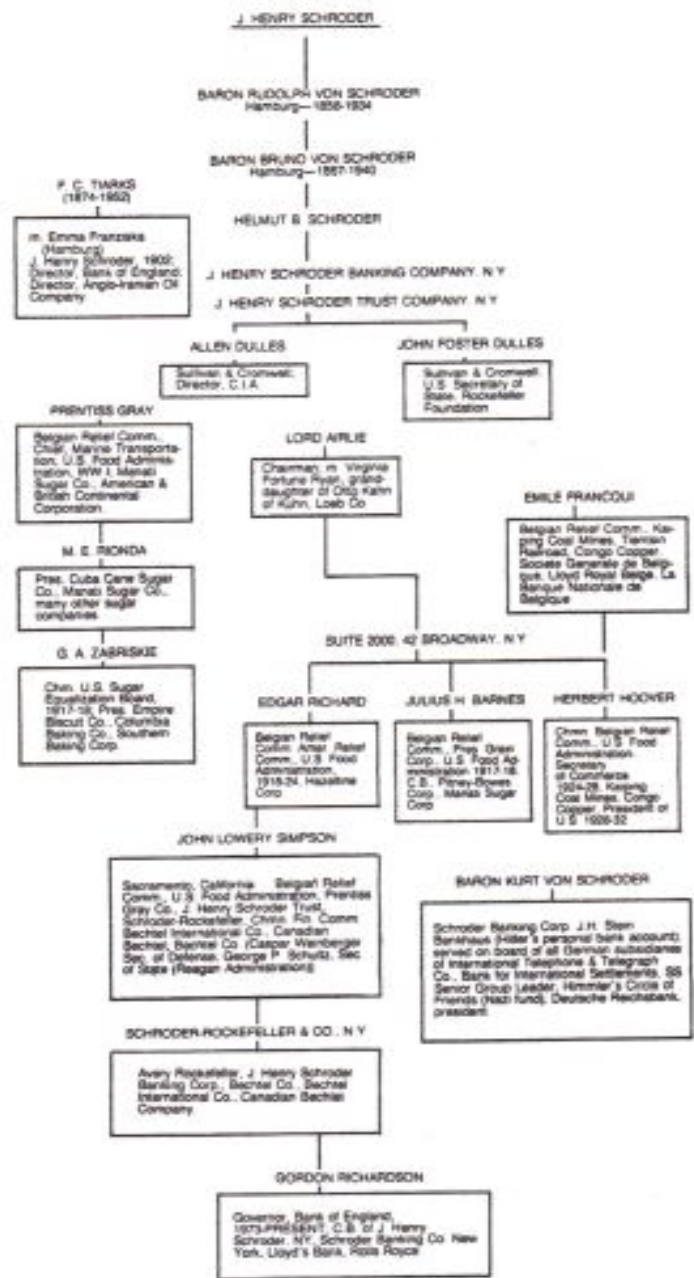 J. HENRY SCHRODER
BARON RUDOLPH VON SCHRODER
Hamburg—1858-1934
BARON BRUNO VON SCHRODER
Hamburg—1867-1940
F. C. TIARKS
(1874-1952)
m. Emma Franziska
(Hamburg)
J. Henry Schroder, 1902;
Director, Bank of England;
Director, Anglo-Iranian Oil
Company
HELMUT B. SCHRODER
J. HENRY SCHRODER BANKING COMPANY, N.Y.
J. HENRY SCHRODER TRUST COMPANY, N.Y.
ALLEN DULLES
Sullivan & Cromwell;
Director, C.I.A.
JOHN FOSTER DULLES
Sullivan & Cromwell
U.S. Secretary of
State, Rockefeller
Foundation
PRENTISS GRAY
Belgian Relief Comm.,
Chief, Marine Transporta-
tion, U.S. Food Adminis-
tration, WW I, Manati
Sugar Co., American &
British Continental
Corporation.
LORD AIRLIE
Chairman; m. Virginia
Fortune Ryan, grand-
daughter of Otto Kahn
of Kuhn, Loeb Co.
EMILE FRANCQUI
Belgian Relief Comm., Kai-
ping Coal Mines, Tientsin
Railroad, Congo Copper,
Societe Generale de Belgi-
que, Lloyd Royal Belge, La
Banque Nationale de
Belgique
M. E. RIONDA
Pres. Cuba Cane Sugar
Co., Manati Sugar Co.,
many other sugar
companies.
SUITE 2000, 42 BROADWAY, N.Y.
G. A. ZABRISKIE
Chm. U.S. Sugar
Equalization Board,
1917-18; Pres. Empire
Biscuit Co., Columbia
Baking Co., Southern
Baking Corp.
EDGAR RICHARD
Belgian Relief
Comm. Amer. Relief
Comm., U.S. Food
Administration,
1918-24, Hazeltine
Corp
JULIUS H. BARNES
Belgian Relief
Comm., Pres. Grain
Corp., U.S. Food Ad-
ministration 1917-18,
C.B. Pitney-Bowes
Corp., Manati Sugar
Corp
HERBERT HOOVER
Chmn. Belgian Relief
Comm., U.S. Food
Administration
Secretary
of Commerce
1924-28, Kaiping
Coal Mines, Congo
Copper, President of
U.S. 1928-32
JOHN LOWERY SIMPSON
Sacramento, California Belgian Relief
Comm., U.S. Food Administration, Prentiss
Gray Co., J. Henry Schroder Trust,
Schroder-Rockefeller, Chmn. Fin. Comm.
Bechtel International Co., Canadian
Bechtel, Bechtel Co. (Casper Weinberger
Sec. of Defense, George P. Schultz, Sec.
of State (Reagan Administration))
BARON KURT VON SCHRODER
Schroder Banking Corp. J.H. Stein
Bankhaus (Hitler's personal bank account)
served on board of all German subsidiaries
of International Telephone & Telegraph
Co., Bank for International Settlements, SS
Senior Group Leader, Himmler's Circle of
Friends (Nazi fund), Deutsche Reichsbank,
president
SCHRODER-ROCKEFELLER & CO., N.Y.
Avery Rockefeller, J. Henry Schroder
Banking Corp., Bechtel Co., Bechtel
International Co., Canadian Bechtel
Company
GORDON RICHARDSON
Governor, Bank of England,
1973-PRESENT, C.B. of J. Henry
Schroder, NY, Schroder Banking Co. New
York, Lloyd's Bank, Rolls Royce